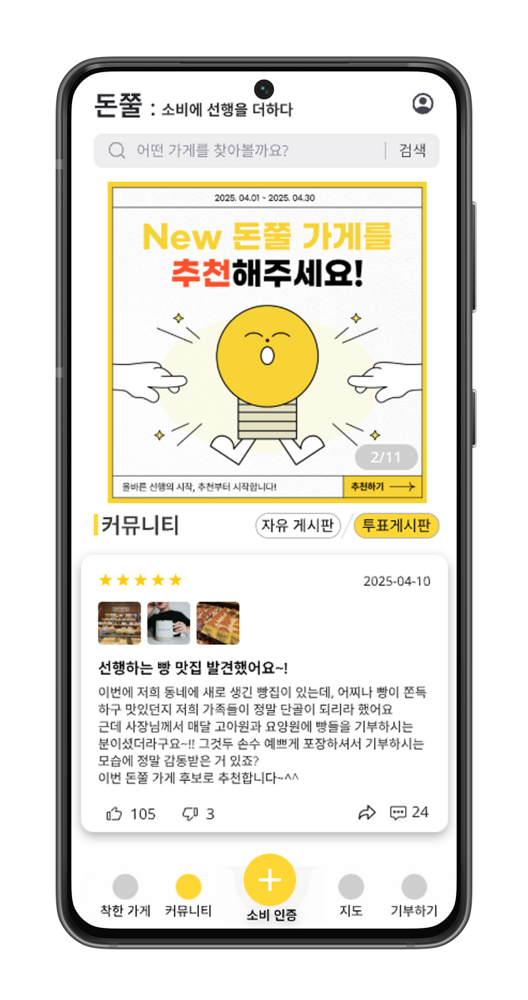 돈쭐 : 소비에 선행을 더하다
어떤 가게를 찾아볼까요?
검색
2025. 04.01 ~ 2025. 04.30
New 돈쭐 가게를
추천해주세요!
2/11
올바른 선행의 시작, 추천부터 시작합니다!
추천하기
커뮤니티
자유 게시판
투표게시판
2025-04-10
선행하는 빵 맛집 발견했어요~!
이번에 저희 동네에 새로 생긴 빵집이 있는데, 어찌나 빵이 쫀득
하구 맛있던지 저희 가족들이 정말 단골이 되리라 했어요
근데 사장님께서 매달 고아원과 요양원에 빵들을 기부하시는
분이셨더라구요~!! 그것두 손수 예쁘게 포장하셔서 기부하시는
모습에 정말 감동받은 거 있죠?
이번 돈쭐 가게 후보로 추천합니다~^^
105
3
24
착한 가게
커뮤니티
소비 인증
지도
기부하기